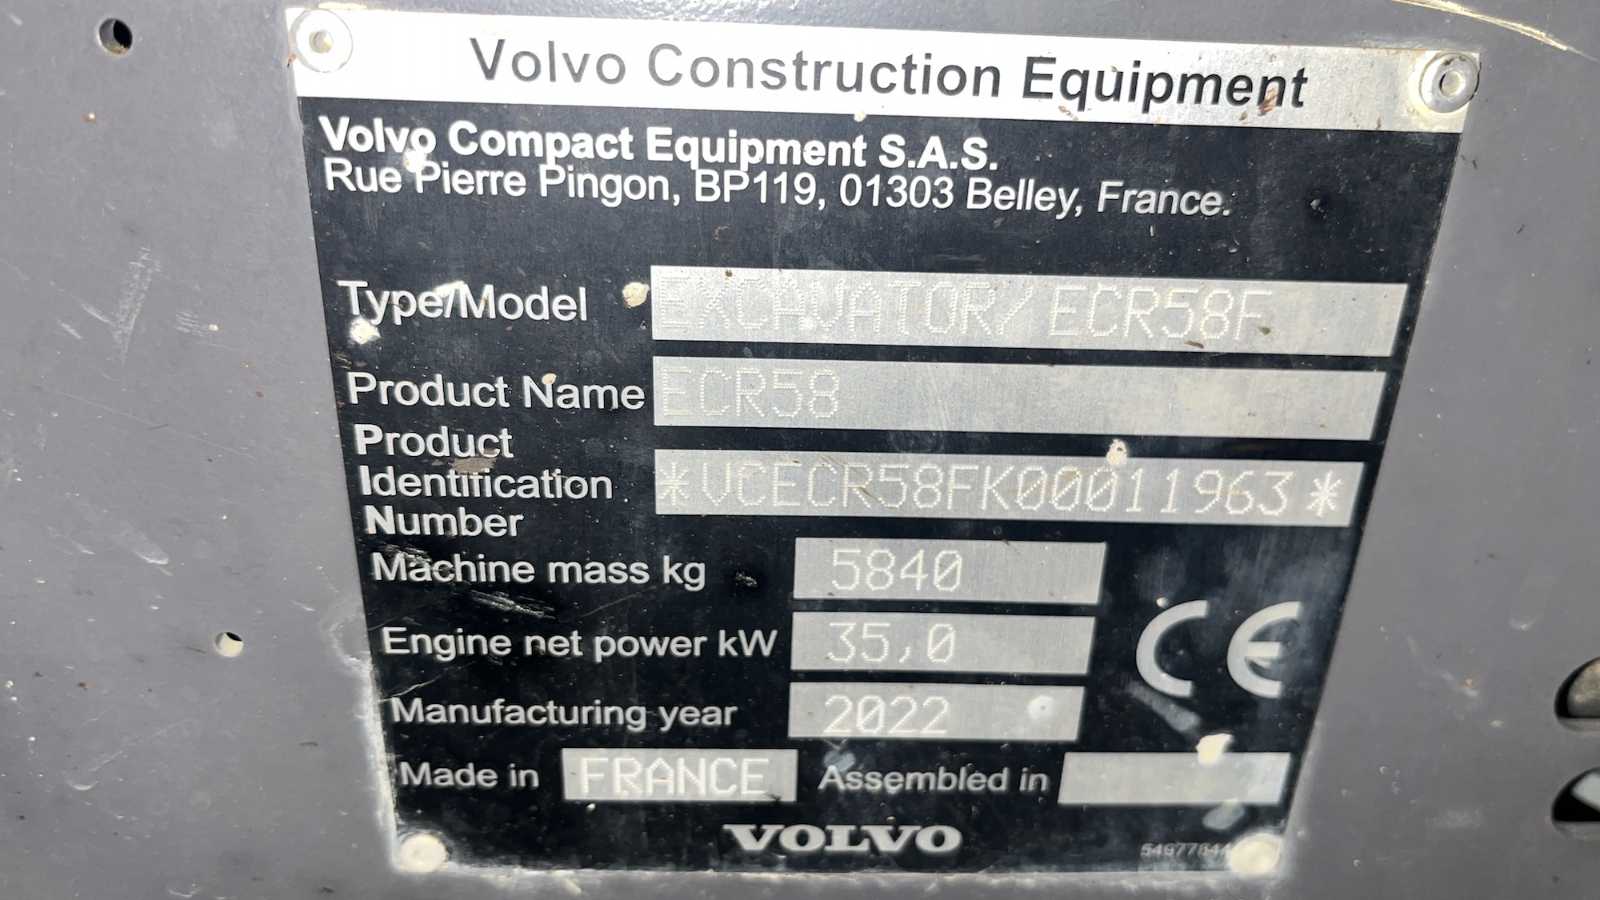 Volvo Construction Equipment
Volvo Compact Equipment S.A.S.
Rue Pierre Pingon, BP119, 01303 Belley, France.
Type/Model EXCAVATOR/ ECR58F
Product Name ECR58
Product
Identification
Number *VCECR58FK00011963*
Machine mass kg 5840
Engine net power kW 35,0
CE
Manufacturing year 2022
Made in FRANCE Assembled in
VOLVO